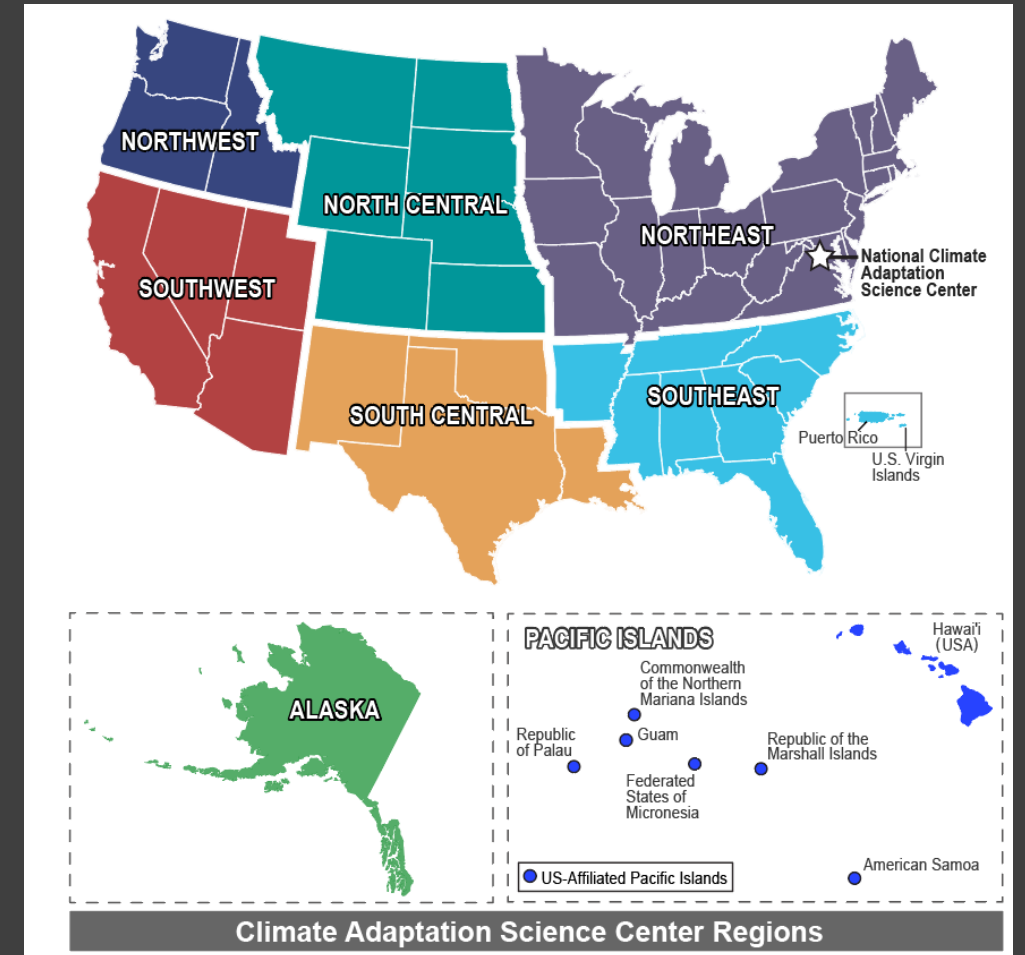 NORTHWEST
NORTH CENTRAL
NORTHEAST
National Climate
Adaptation
Science Center
SOUTHWEST
SOUTH CENTRAL
SOUTHEAST
Puerto Rico
U.S. Virgin
Islands
ALASKA
PACIFIC ISLANDS
Hawai'i
(USA)
Commonwealth
of the Northern
Mariana Islands
Republic
of Palau
Guam
Republic of the
Marshall Islands
Federated
States of
Micronesia
American Samoa
US-Affiliated Pacific Islands
Climate Adaptation Science Center Regions